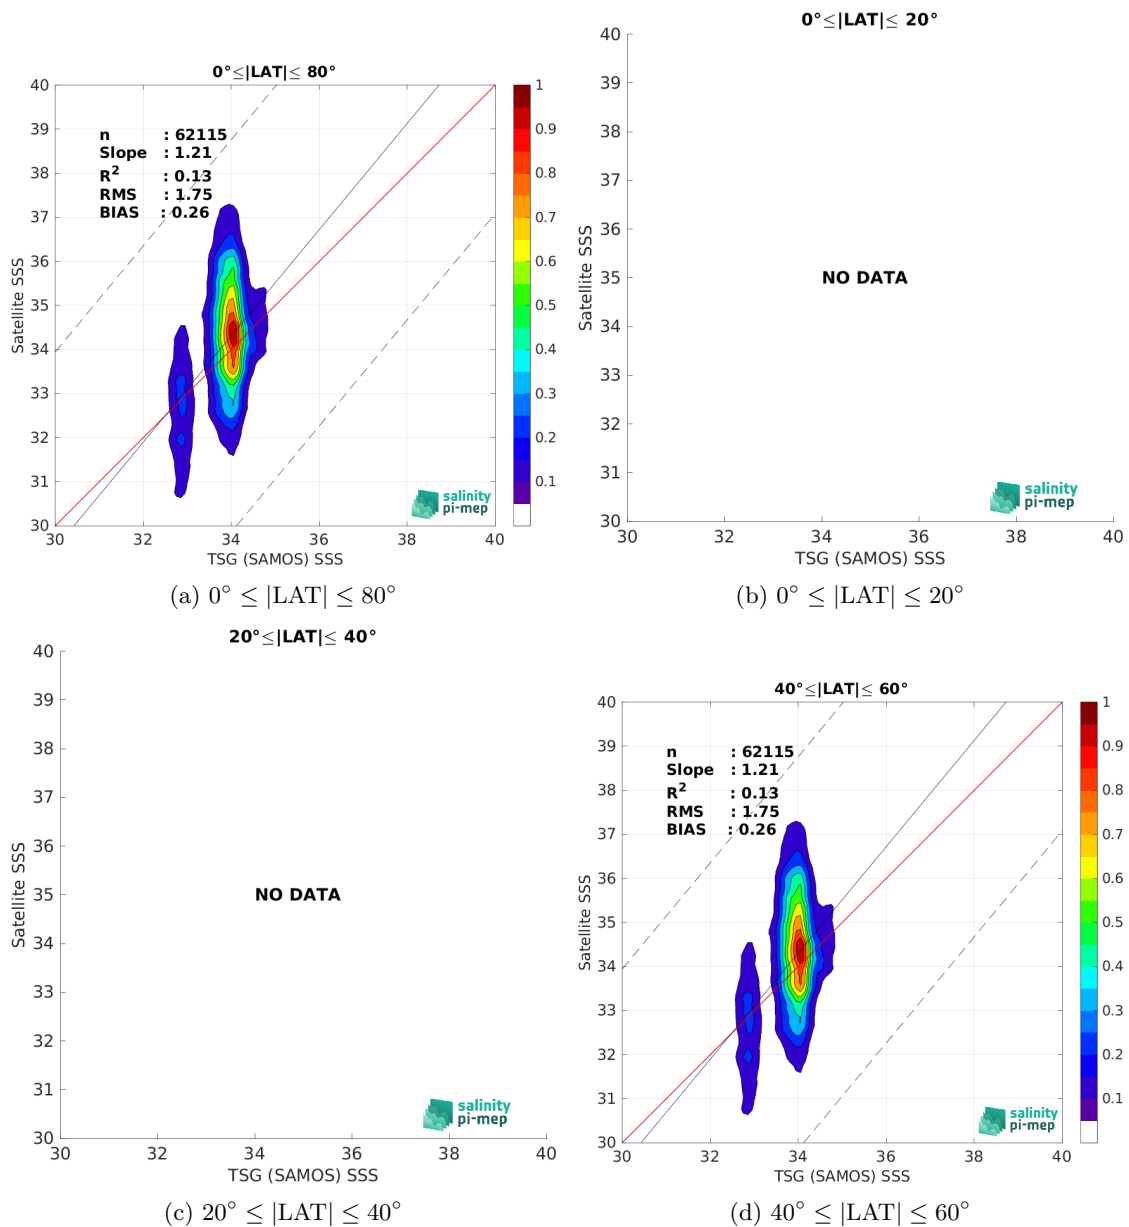 0°≤|LAT|≤ 80°
40
39
38
37
36
35
34
33
32
31
30
Satellite SSS
n : 62115
Slope : 1.21
R² : 0.13
RMS : 1.75
BIAS : 0.26
salinity
pi-mep
30 32 34 36 38 40
TSG (SAMOS) SSS
1
0.9
0.8
0.7
0.6
0.5
0.4
0.3
0.2
0.1
(a) 0° ≤ |LAT| ≤ 80°
0°≤|LAT|≤ 20°
40
39
38
37
36
35
34
33
32
31
30
Satellite SSS
NO DATA
salinity
pi-mep
30 32 34 36 38 40
TSG (SAMOS) SSS
(b) 0° ≤ |LAT| ≤ 20°
20°≤|LAT|≤ 40°
40
39
38
37
36
35
34
33
32
31
30
Satellite SSS
NO DATA
salinity
pi-mep
30 32 34 36 38 40
TSG (SAMOS) SSS
(c) 20° ≤ |LAT| ≤ 40°
40°≤|LAT|≤ 60°
40
39
38
37
36
35
34
33
32
31
30
Satellite SSS
n : 62115
Slope : 1.21
R² : 0.13
RMS : 1.75
BIAS : 0.26
salinity
pi-mep
30 32 34 36 38 40
TSG (SAMOS) SSS
1
0.9
0.8
0.7
0.6
0.5
0.4
0.3
0.2
0.1
(d) 40° ≤ |LAT| ≤ 60°